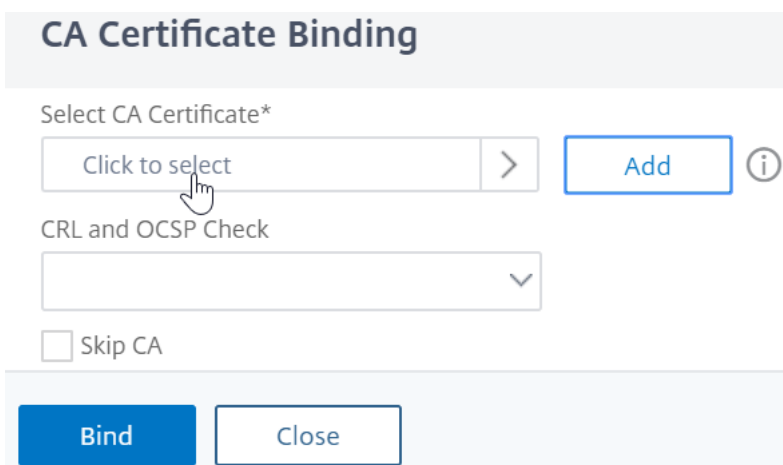 CA Certificate Binding
Select CA Certificate*
Click to select
Add
CRL and OCSP Check
Skip CA
Bind
Close